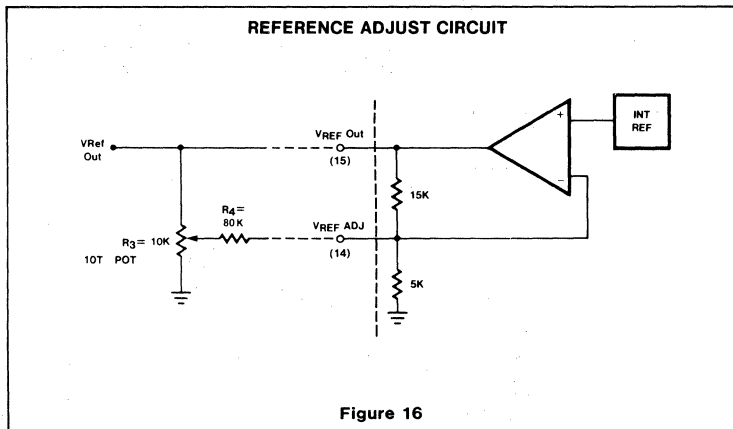 REFERENCE ADJUST CIRCUIT
INT
REF
+
−
VRef
Out
VREF Out
(15)
15K
R4=
80K
VREF ADJ
(14)
R3= 10K
10T POT
5K
Figure 16